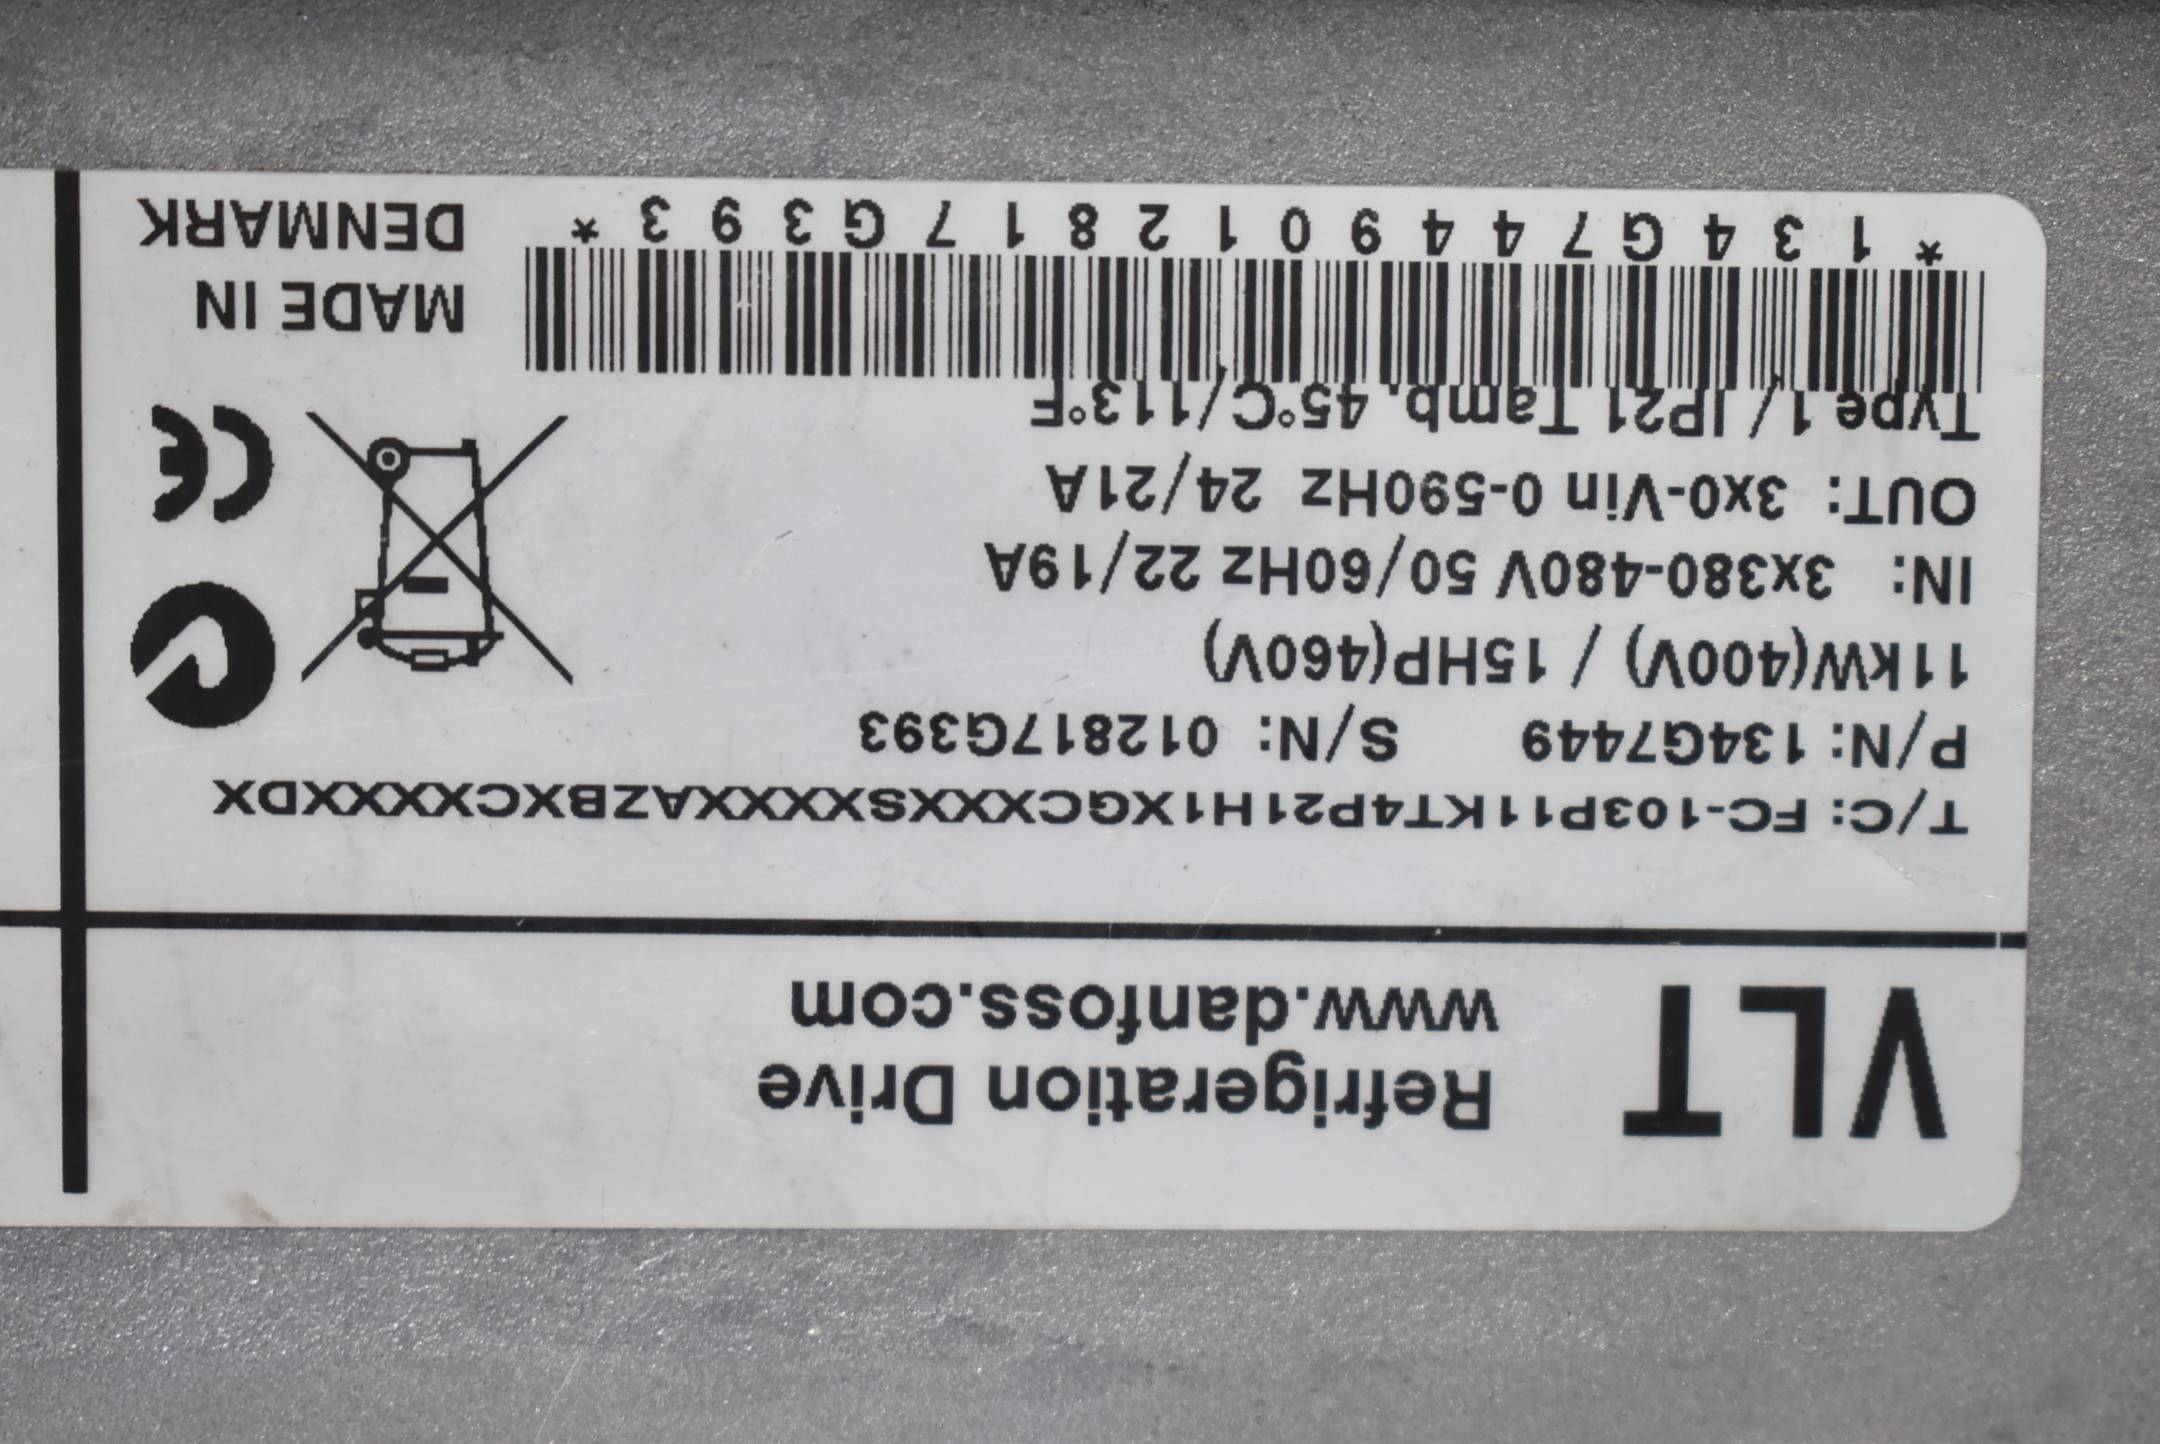 VLT
Refrigeration Drive
www.danfoss.com
T/C: FC-103P11KT4P21H1XGCXXXSXXXXAZBXCXXXXDX
P/N: 134G7449 S/N: 012817G393
11kW(400V) / 15HP(460V)
IN: 3x380-480V 50/60Hz 22/19A
OUT: 3x0-Vin 0-590Hz 24/21A
Type 1 / IP21 Tamb. 45°C/113°F
* 1 3 4 G 7 4 4 9 0 1 2 8 1 7 G 3 9 3 *
MADE IN
DENMARK
CE